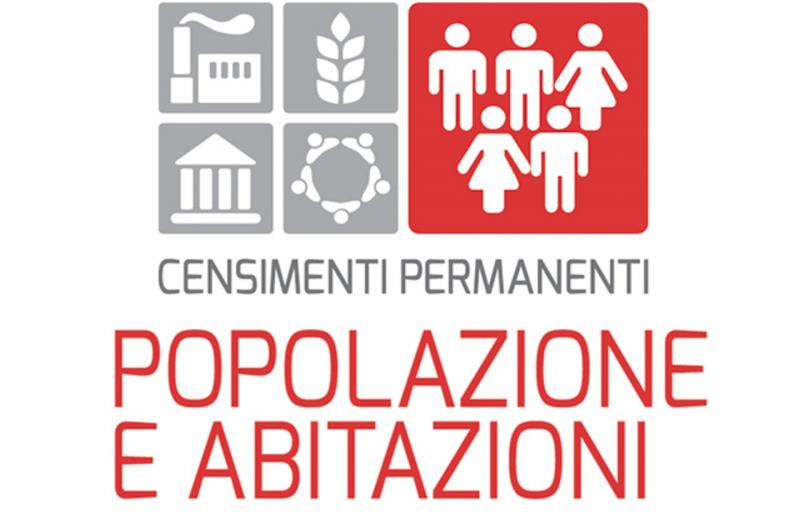 CENSIMENTI PERMANENTI
POPOLAZIONE
E ABITAZIONI